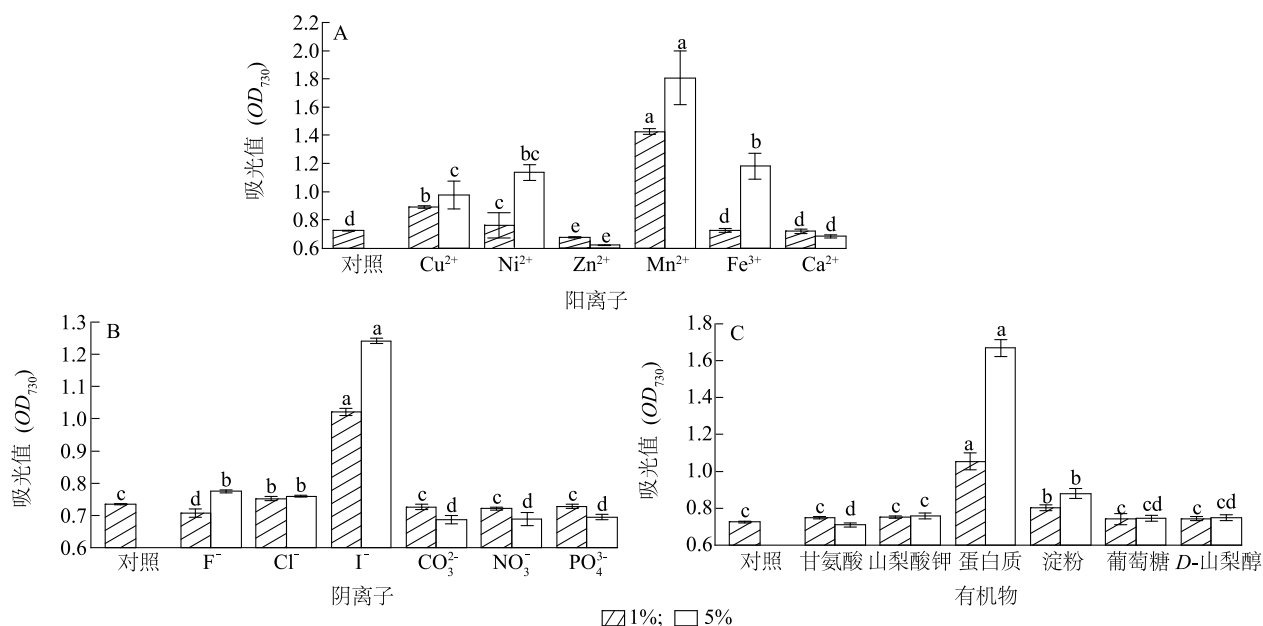 A
吸光值 (OD₇₃₀)
2.2
2.0
1.8
1.6
1.4
1.2
1.0
0.8
0.6
d b c c bc e e a a d b d d
对照 Cu²⁺ Ni²⁺ Zn²⁺ Mn²⁺ Fe³⁺ Ca²⁺
阳离子
B
吸光值 (OD₇₃₀)
1.3
1.2
1.1
1.0
0.9
0.8
0.7
0.6
c d b b b a a c d c d c d
对照 F⁻ Cl⁻ I⁻ CO₃²⁻ NO₃⁻ PO₄³⁻
阴离子
C
吸光值 (OD₇₃₀)
1.8
1.6
1.4
1.2
1.0
0.8
0.6
c c d c c a a b b c cd c cd
对照 甘氨酸 山梨酸钾 蛋白质 淀粉 葡萄糖 D-山梨醇
有机物
1%; 5%